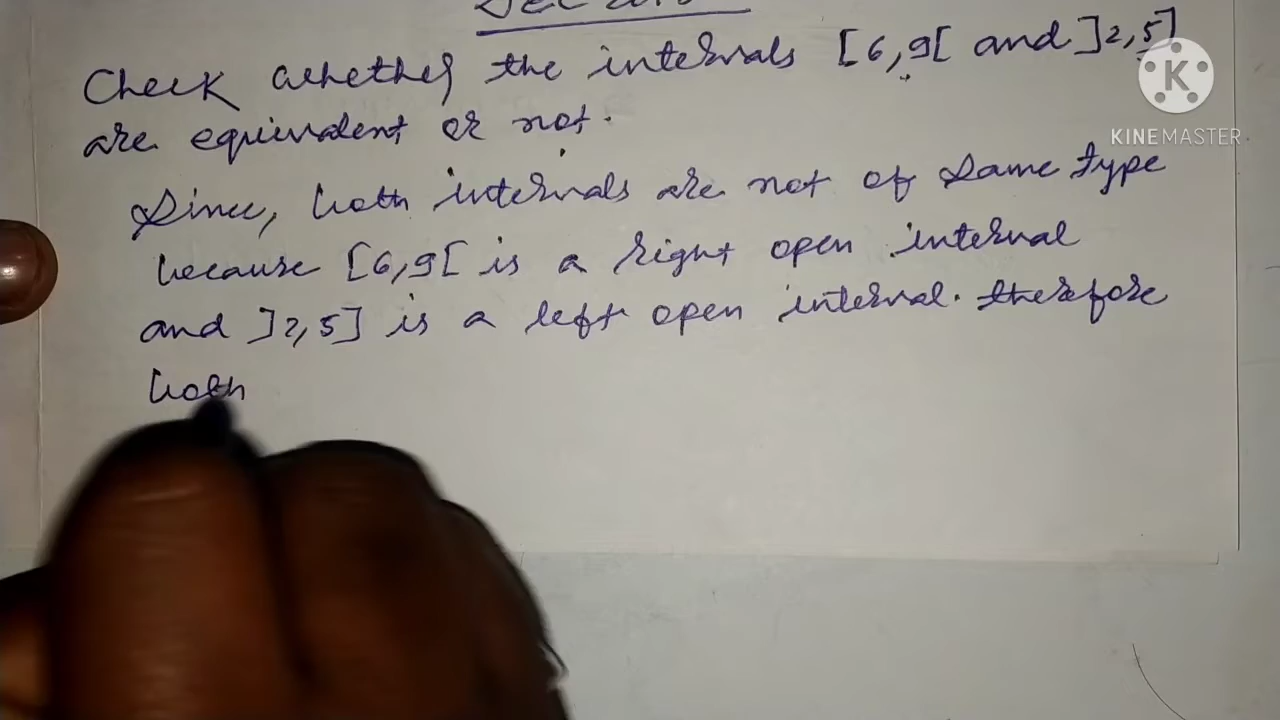 Check whether the intervals [6,9[ and ]2,5]
are equivalent or not.
Since, both intervals are not of same type
because [6,9[ is a right open interval
and ]2,5] is a left open interval. therefore
both
KINEMASTER